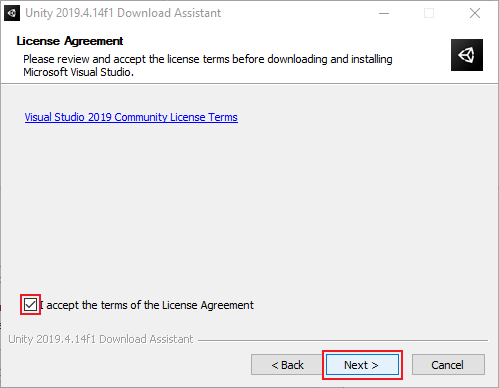 Unity 2019.4.14f1 Download Assistant
License Agreement
Please review and accept the license terms before downloading and installing
Microsoft Visual Studio.
Visual Studio 2019 Community License Terms
I accept the terms of the License Agreement
Unity 2019.4.14f1 Download Assistant
< Back
Next >
Cancel